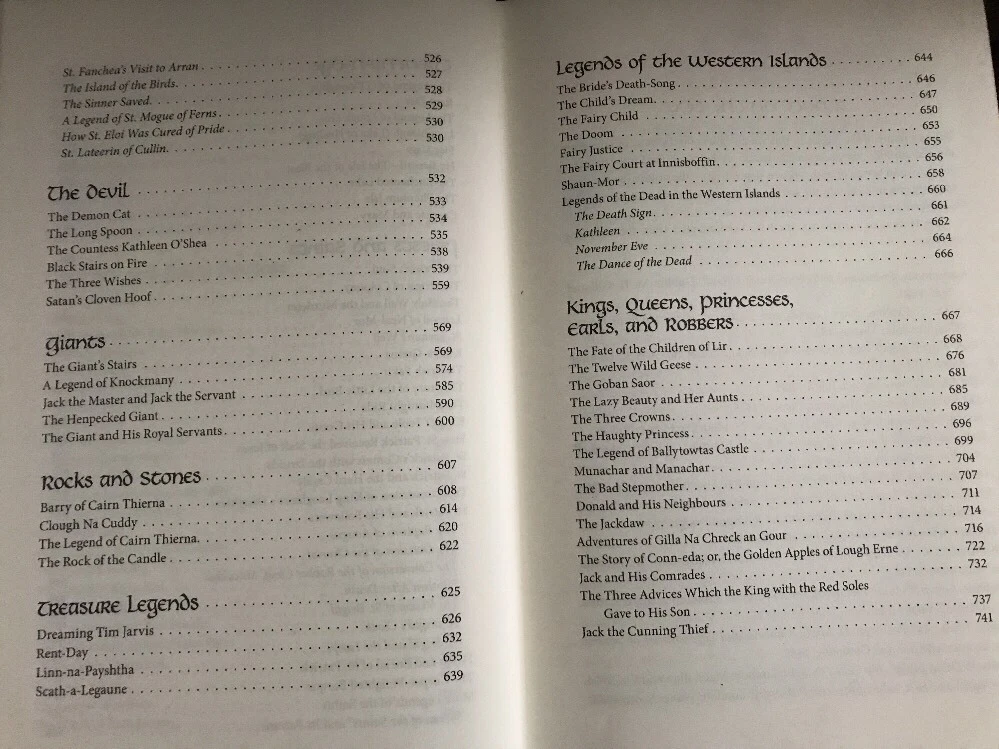 St. Fanchea's Visit to Arran . . . . . . . . . . 526
The Island of the Birds. . . . . . . . . . 527
The Sinner Saved. . . . . . . . . . 528
A Legend of St. Mogue of Ferns . . . . . . . . . . 529
How St. Eloi Was Cured of Pride . . . . . . . . . . 530
St. Lateerin of Cullin. . . . . . . . . . 530
The Devil . . . . . . . . . . 532
The Demon Cat . . . . . . . . . . 533
The Long Spoon . . . . . . . . . . 534
The Countess Kathleen O'Shea . . . . . . . . . . 535
Black Stairs on Fire . . . . . . . . . . 538
The Three Wishes . . . . . . . . . . 539
Satan's Cloven Hoof . . . . . . . . . . 559
Giants . . . . . . . . . . 569
The Giant's Stairs . . . . . . . . . . 569
A Legend of Knockmany . . . . . . . . . . 574
Jack the Master and Jack the Servant . . . . . . . . . . 585
The Henpecked Giant . . . . . . . . . . 590
The Giant and His Royal Servants . . . . . . . . . . 600
Rocks and Stones . . . . . . . . . . 607
Barry of Cairn Thierna . . . . . . . . . . 608
Clough Na Cuddy . . . . . . . . . . 614
The Legend of Cairn Thierna. . . . . . . . . . 620
The Rock of the Candle . . . . . . . . . . 622
Treasure Legends . . . . . . . . . . 625
Dreaming Tim Jarvis . . . . . . . . . . 626
Rent-Day . . . . . . . . . . 632
Linn-na-Payshtha . . . . . . . . . . 635
Scath-a-Legaune . . . . . . . . . . 639
Legends of the Western Islands . . . . . . . . . . 644
The Bride's Death-Song . . . . . . . . . . 646
The Child's Dream. . . . . . . . . . 647
The Fairy Child . . . . . . . . . . 650
The Doom . . . . . . . . . . 653
Fairy Justice . . . . . . . . . . 655
The Fairy Court at Innisboffin. . . . . . . . . . 656
Shaun-Mor . . . . . . . . . . 658
Legends of the Dead in the Western Islands . . . . . . . . . . 660
The Death Sign. . . . . . . . . . 661
Kathleen . . . . . . . . . . 662
November Eve . . . . . . . . . . 664
The Dance of the Dead . . . . . . . . . . 666
Kings, Queens, Princesses,
Earls, and Robbers . . . . . . . . . . 667
The Fate of the Children of Lir . . . . . . . . . . 668
The Twelve Wild Geese . . . . . . . . . . 676
The Goban Saor . . . . . . . . . . 681
The Lazy Beauty and Her Aunts . . . . . . . . . . 685
The Three Crowns . . . . . . . . . . 689
The Haughty Princess . . . . . . . . . . 696
The Legend of Ballytowtas Castle . . . . . . . . . . 699
Munachar and Manachar . . . . . . . . . . 704
The Bad Stepmother . . . . . . . . . . 707
Donald and His Neighbours . . . . . . . . . . 711
The Jackdaw . . . . . . . . . . 714
Adventures of Gilla Na Chreck an Gour . . . . . . . . . . 716
The Story of Conn-eda; or, the Golden Apples of Lough Erne . . . . . . . 722
Jack and His Comrades . . . . . . . . . . 732
The Three Advices Which the King with the Red Soles
Gave to His Son . . . . . . . . . . 737
Jack the Cunning Thief . . . . . . . . . . 741